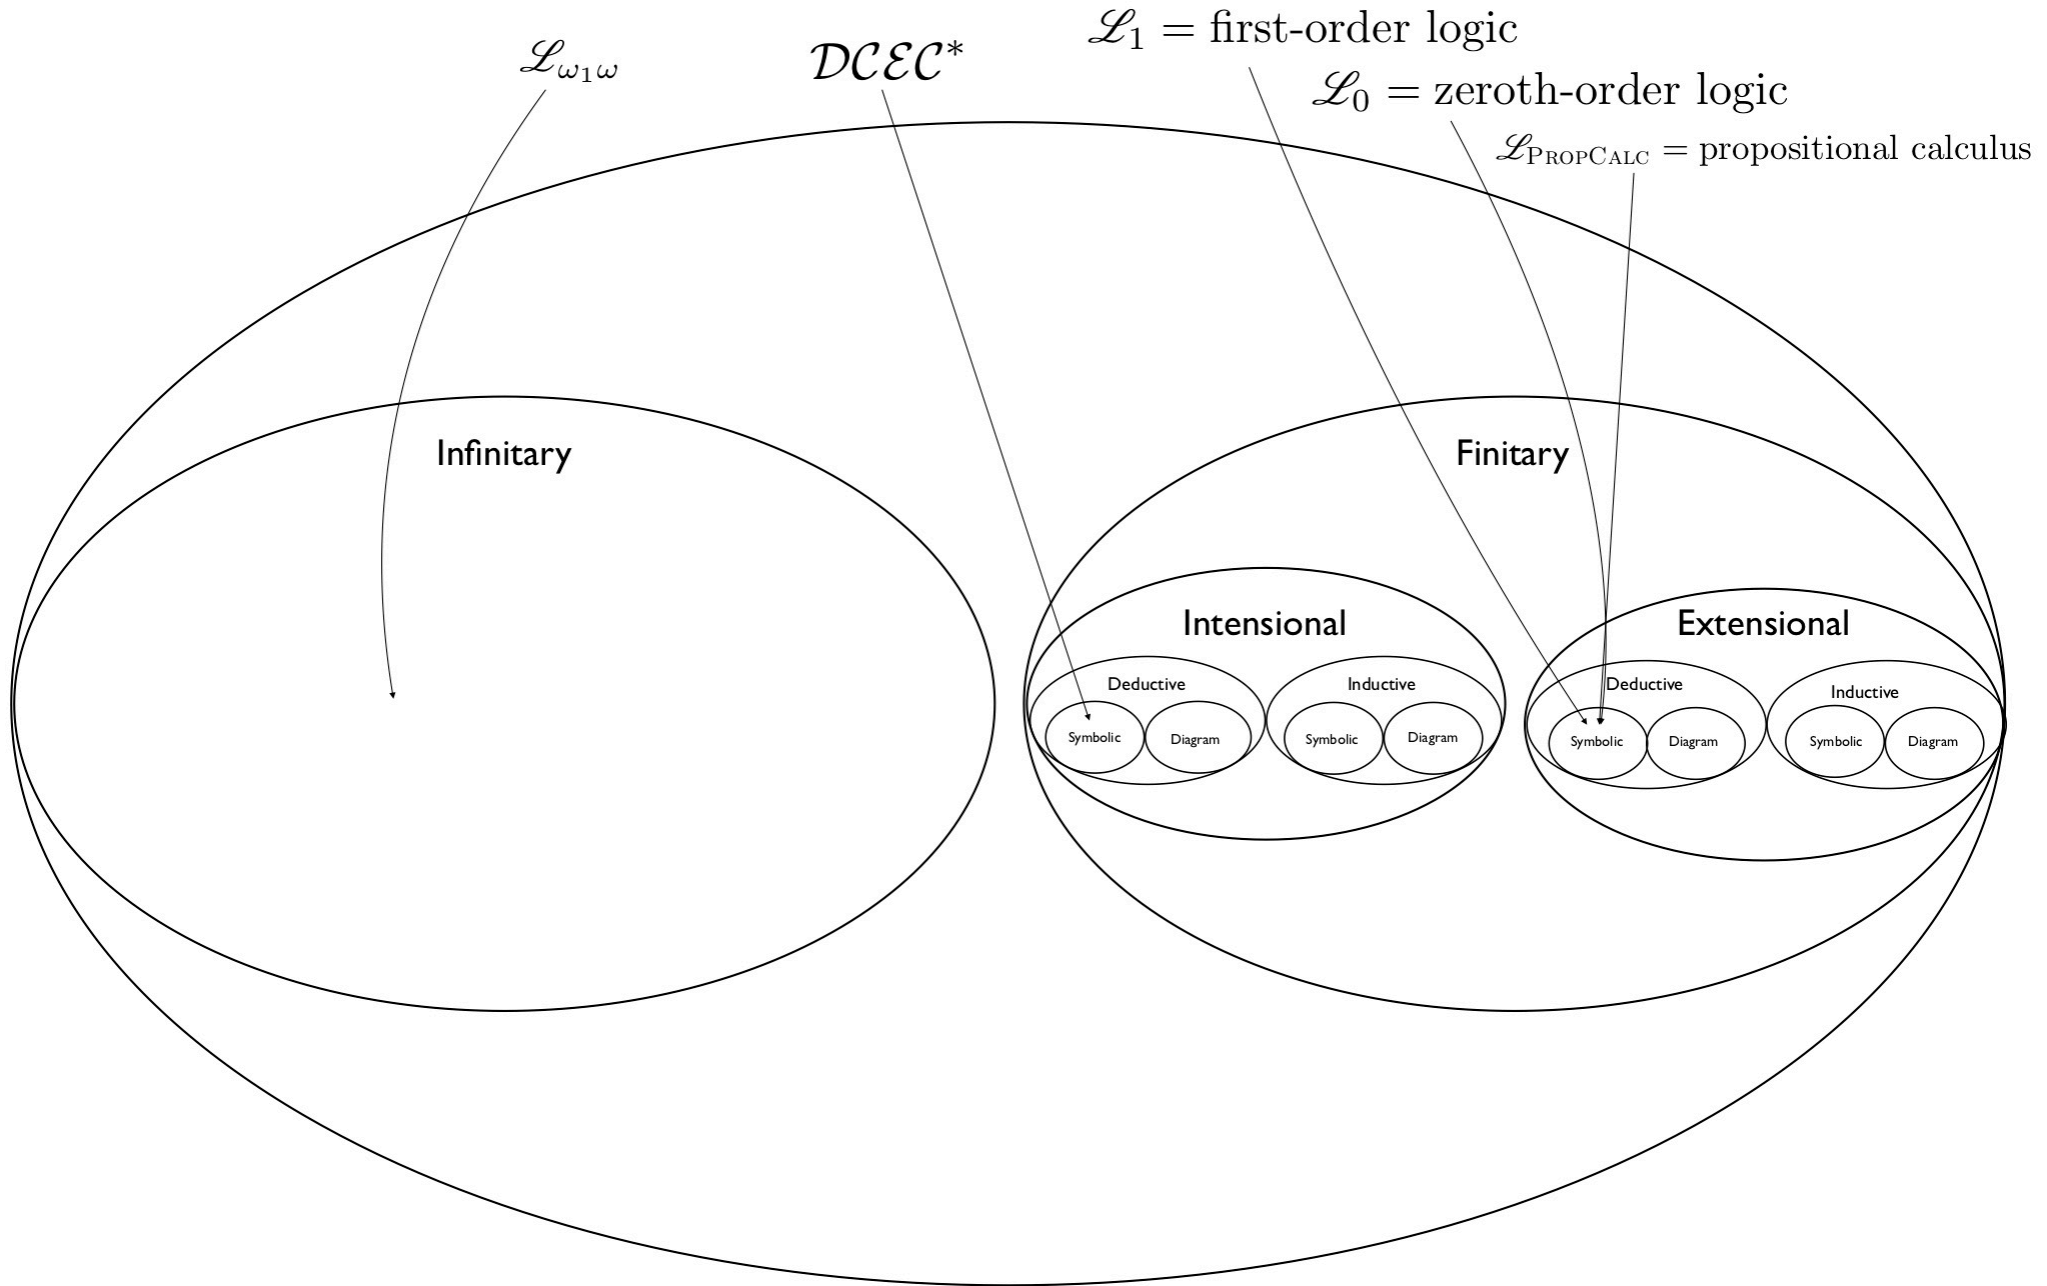 ℒ_{ω₁ω}
𝒟𝒞ℰ𝒞*
ℒ₁ = first-order logic
ℒ₀ = zeroth-order logic
ℒ_{PROPCALC} = propositional calculus
Infinitary
Finitary
Intensional
Extensional
Deductive
Inductive
Deductive
Inductive
Symbolic
Diagram
Symbolic
Diagram
Symbolic
Diagram
Symbolic
Diagram